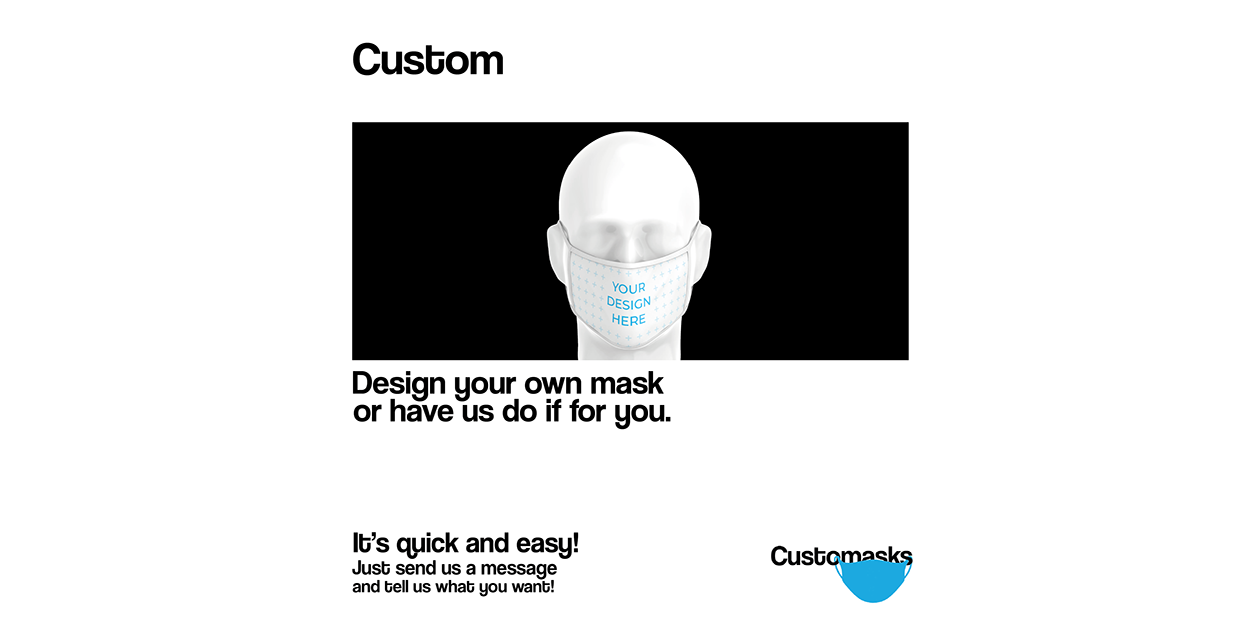 Custom
YOUR
DESIGN
HERE
Design your own mask
or have us do if for you.
It's quick and easy!
Just send us a message
and tell us what you want!
Customasks